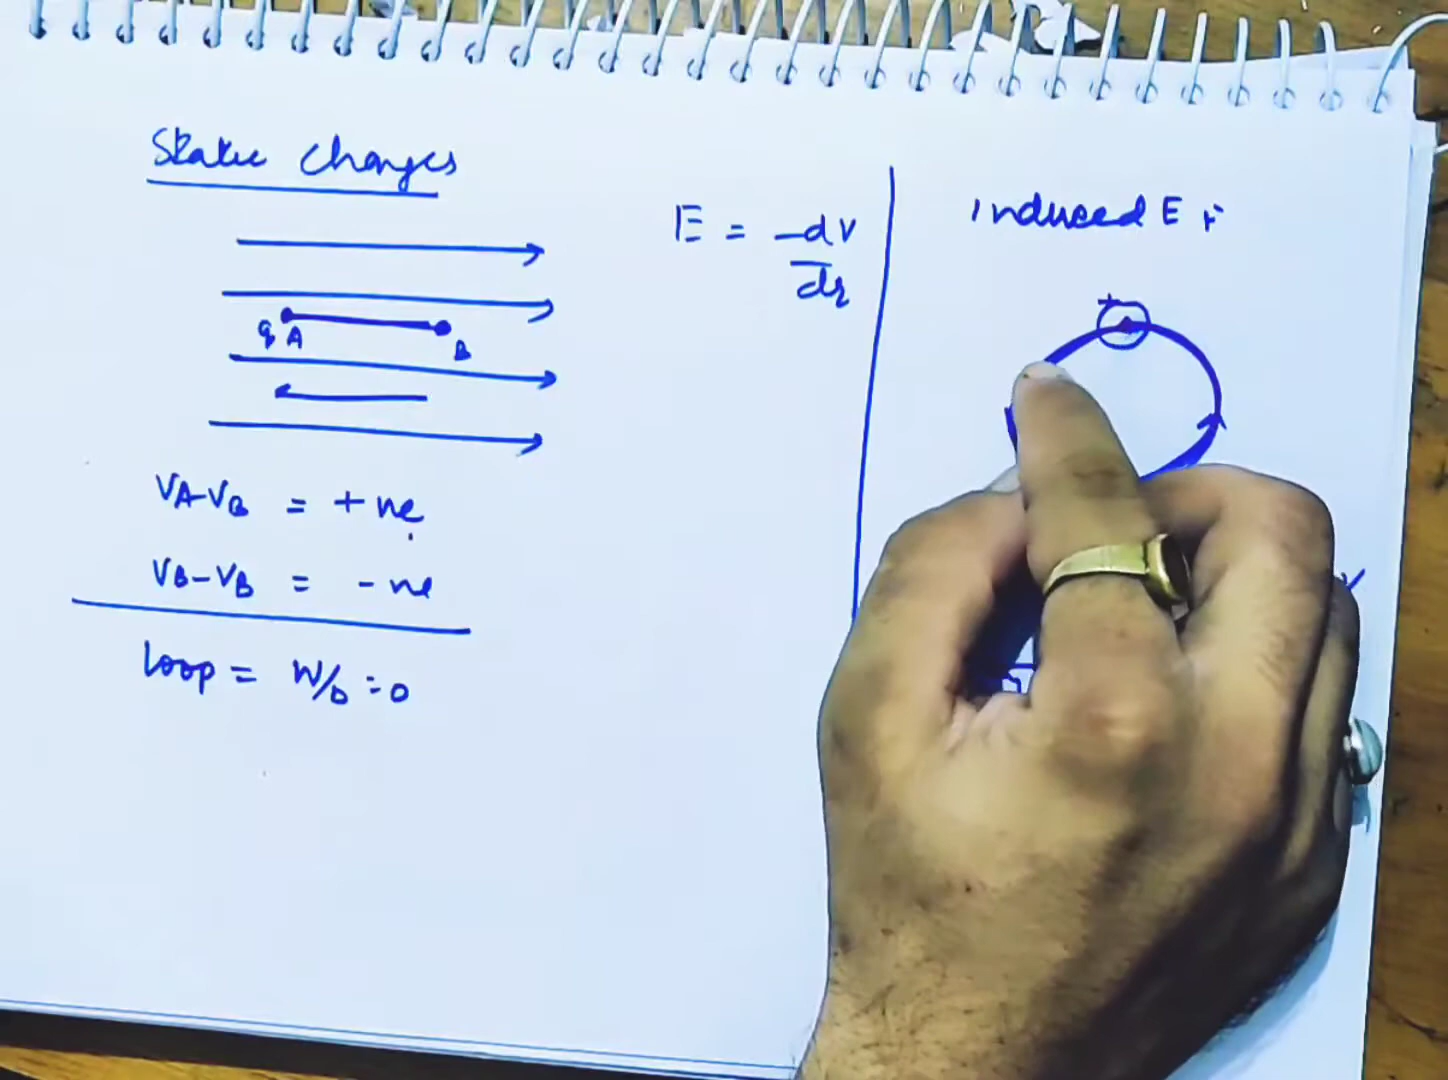 Static Charges
E = -dV
dr
q A
B
VA-VB = +ve
VB-VB = -ve
Loop = W/D = 0
induced E F
+